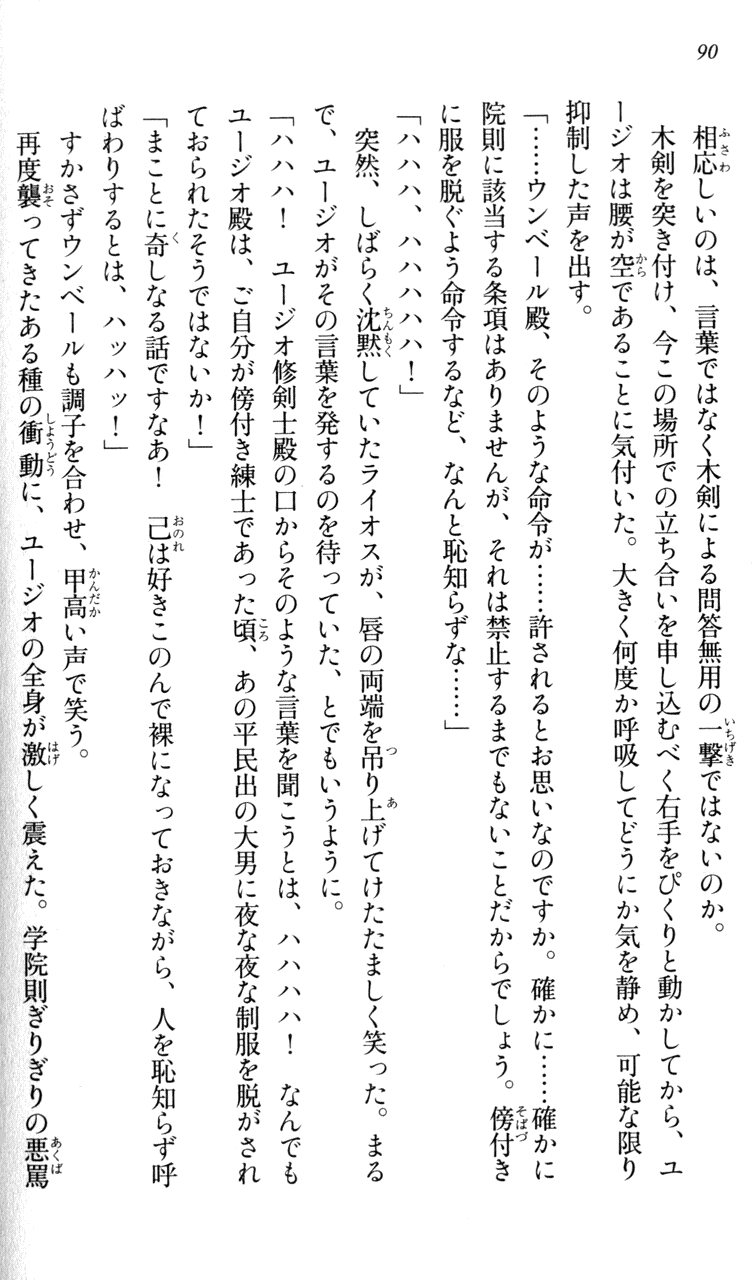 90
相応しいのは、言葉ではなく木剣による問答無用の一撃ではないのか。
木剣を突き付け、今この場所での立ち合いを申し込むべく右手をぴくりと動かしてから、ユ
ージオは腰が空であることに気付いた。大きく何度か呼吸してどうにか気を静め、可能な限り
抑制した声を出す。
「……ウンベール殿、そのような命令が……許されるとお思いなのですか。確かに……確かに
院則に該当する条項はありませんが、それは禁止するまでもないことだからでしょう。傍付き
に服を脱ぐよう命令するなど、なんと恥知らずな……」
「ハハハ、ハハハハハ！」
突然、しばらく沈黙していたライオスが、唇の両端を吊り上げてけたたましく笑った。まる
で、ユージオがその言葉を発するのを待っていた、とでもいうように。
「ハハハ！　ユージオ修剣士殿の口からそのような言葉を聞こうとは、ハハハハ！　なんでも
ユージオ殿は、ご自分が傍付き練士であった頃、あの平民出の大男に夜な夜な制服を脱がされ
ておられたそうではないか！」
「まことに奇しなる話ですなあ！　己は好きこのんで裸になっておきながら、人を恥知らず呼
ばわりするとは、ハッハッ！」
すかさずウンベールも調子を合わせ、甲高い声で笑う。
再度襲ってきたある種の衝動に、ユージオの全身が激しく震えた。学院則ぎりぎりの悪罵